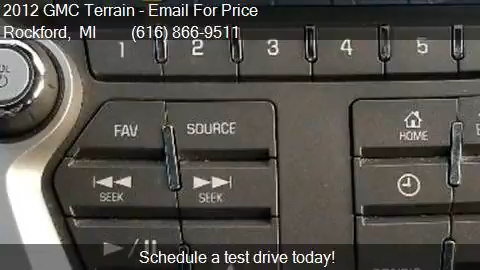 2012 GMC Terrain - Email For Price
Rockford, MI (616) 866-9511
1 2 3 4 5
FAV SOURCE HOME
SEEK SEEK
Schedule a test drive today!